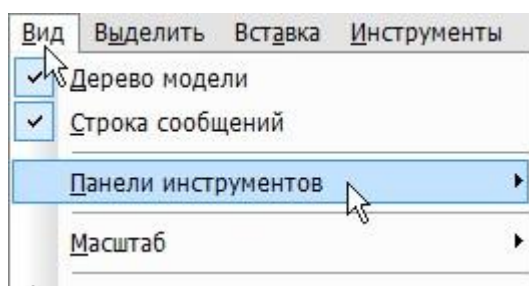 Вид Выделить Вставка Инструменты
Дерево модели
Строка сообщений
Панели инструментов
Масштаб